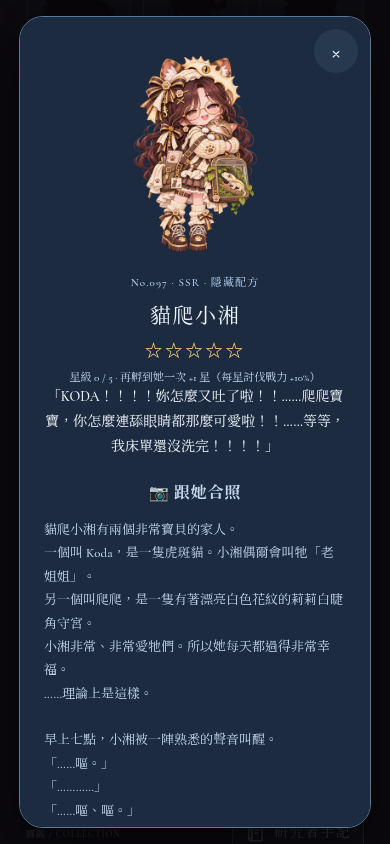 ×
No.097 · SSR · 隱藏配方
貓爬小湘
☆☆☆☆☆
星級 0 / 5 · 再孵到她一次 +1 星（每星討伐戰力 +10%）
「KODA！！！！妳怎麼又吐了啦！！……爬爬寶
寶，你怎麼連舔眼睛都那麼可愛啦！！……等等，
我床單還沒洗完！！！！」
📷 跟她合照
貓爬小湘有兩個非常寶貝的家人。
一個叫 Koda，是一隻虎斑貓。小湘偶爾會叫牠「老
姐姐」。
另一個叫爬爬，是一隻有著漂亮白色花紋的莉莉白睫
角守宮。
小湘非常、非常愛牠們。所以她每天都過得非常幸
福。
……理論上是這樣。
早上七點，小湘被一陣熟悉的聲音叫醒。
「……嘔。」
「…………」
「……嘔、嘔。」
圖鑑 / COLLECTION
研究者手記